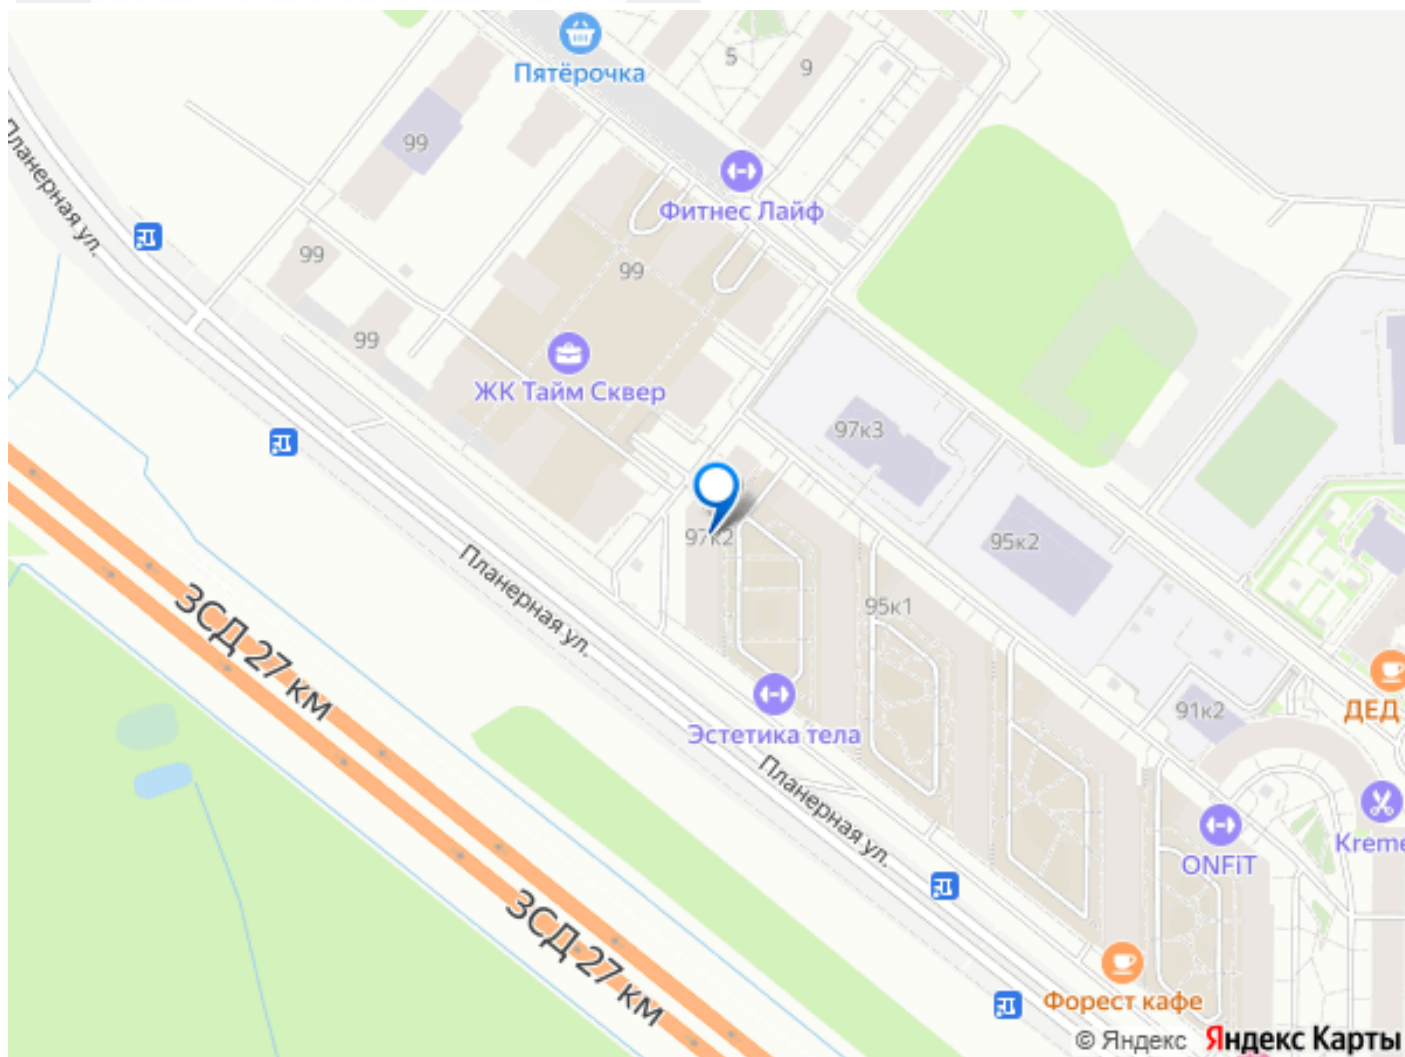 Пятёрочка
5
9
99
Планерная ул.
Фитнес Лайф
99
99
99
ЖК Тайм Сквер
97к3
97к2
95к2
Планерная ул.
95к1
ЗСД 27 км
Эстетика тела
91к2
ДЕД
Планерная ул.
ONFiT
Kreme
ЗСД 27 км
Форест кафе
© Яндекс Яндекс Карты